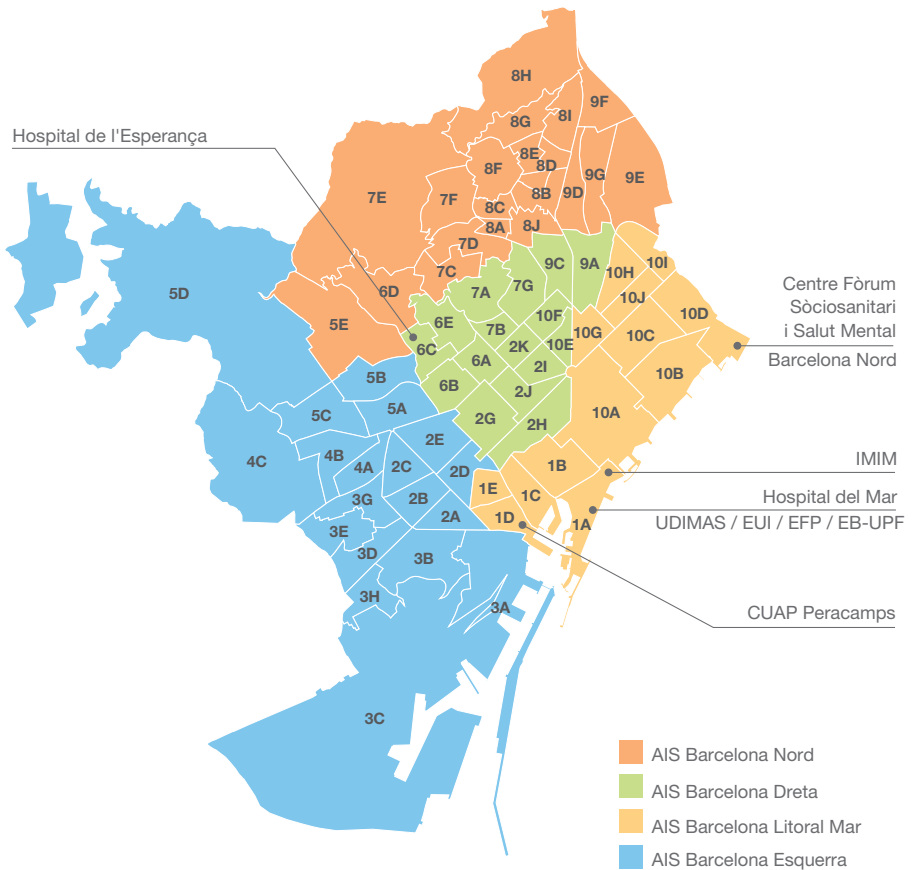 8H
9F
8G
8I
Hospital de l'Esperança
8E
8F
8D
9G
9E
7E
7F
8B
9D
8C
8A
8J
7D
7C
9C
9A
10H
10I
5D
6D
7A
7G
10J
Centre Fòrum
Sòciosanitari
i Salut Mental
Barcelona Nord
10D
5E
6E
10F
7B
10G
10C
6C
2K
10E
6A
2I
10B
5B
6B
2J
5A
10A
5C
2G
2H
2E
4B
4C
4A
2C
2D
1B
IMIM
1E
1C
3G
2B
Hospital del Mar
UDIMAS / EUI / EFP / EB-UPF
2A
1D
1A
3E
3D
3B
3H
3A
CUAP Peracamps
3C
AIS Barcelona Nord
AIS Barcelona Dreta
AIS Barcelona Litoral Mar
AIS Barcelona Esquerra